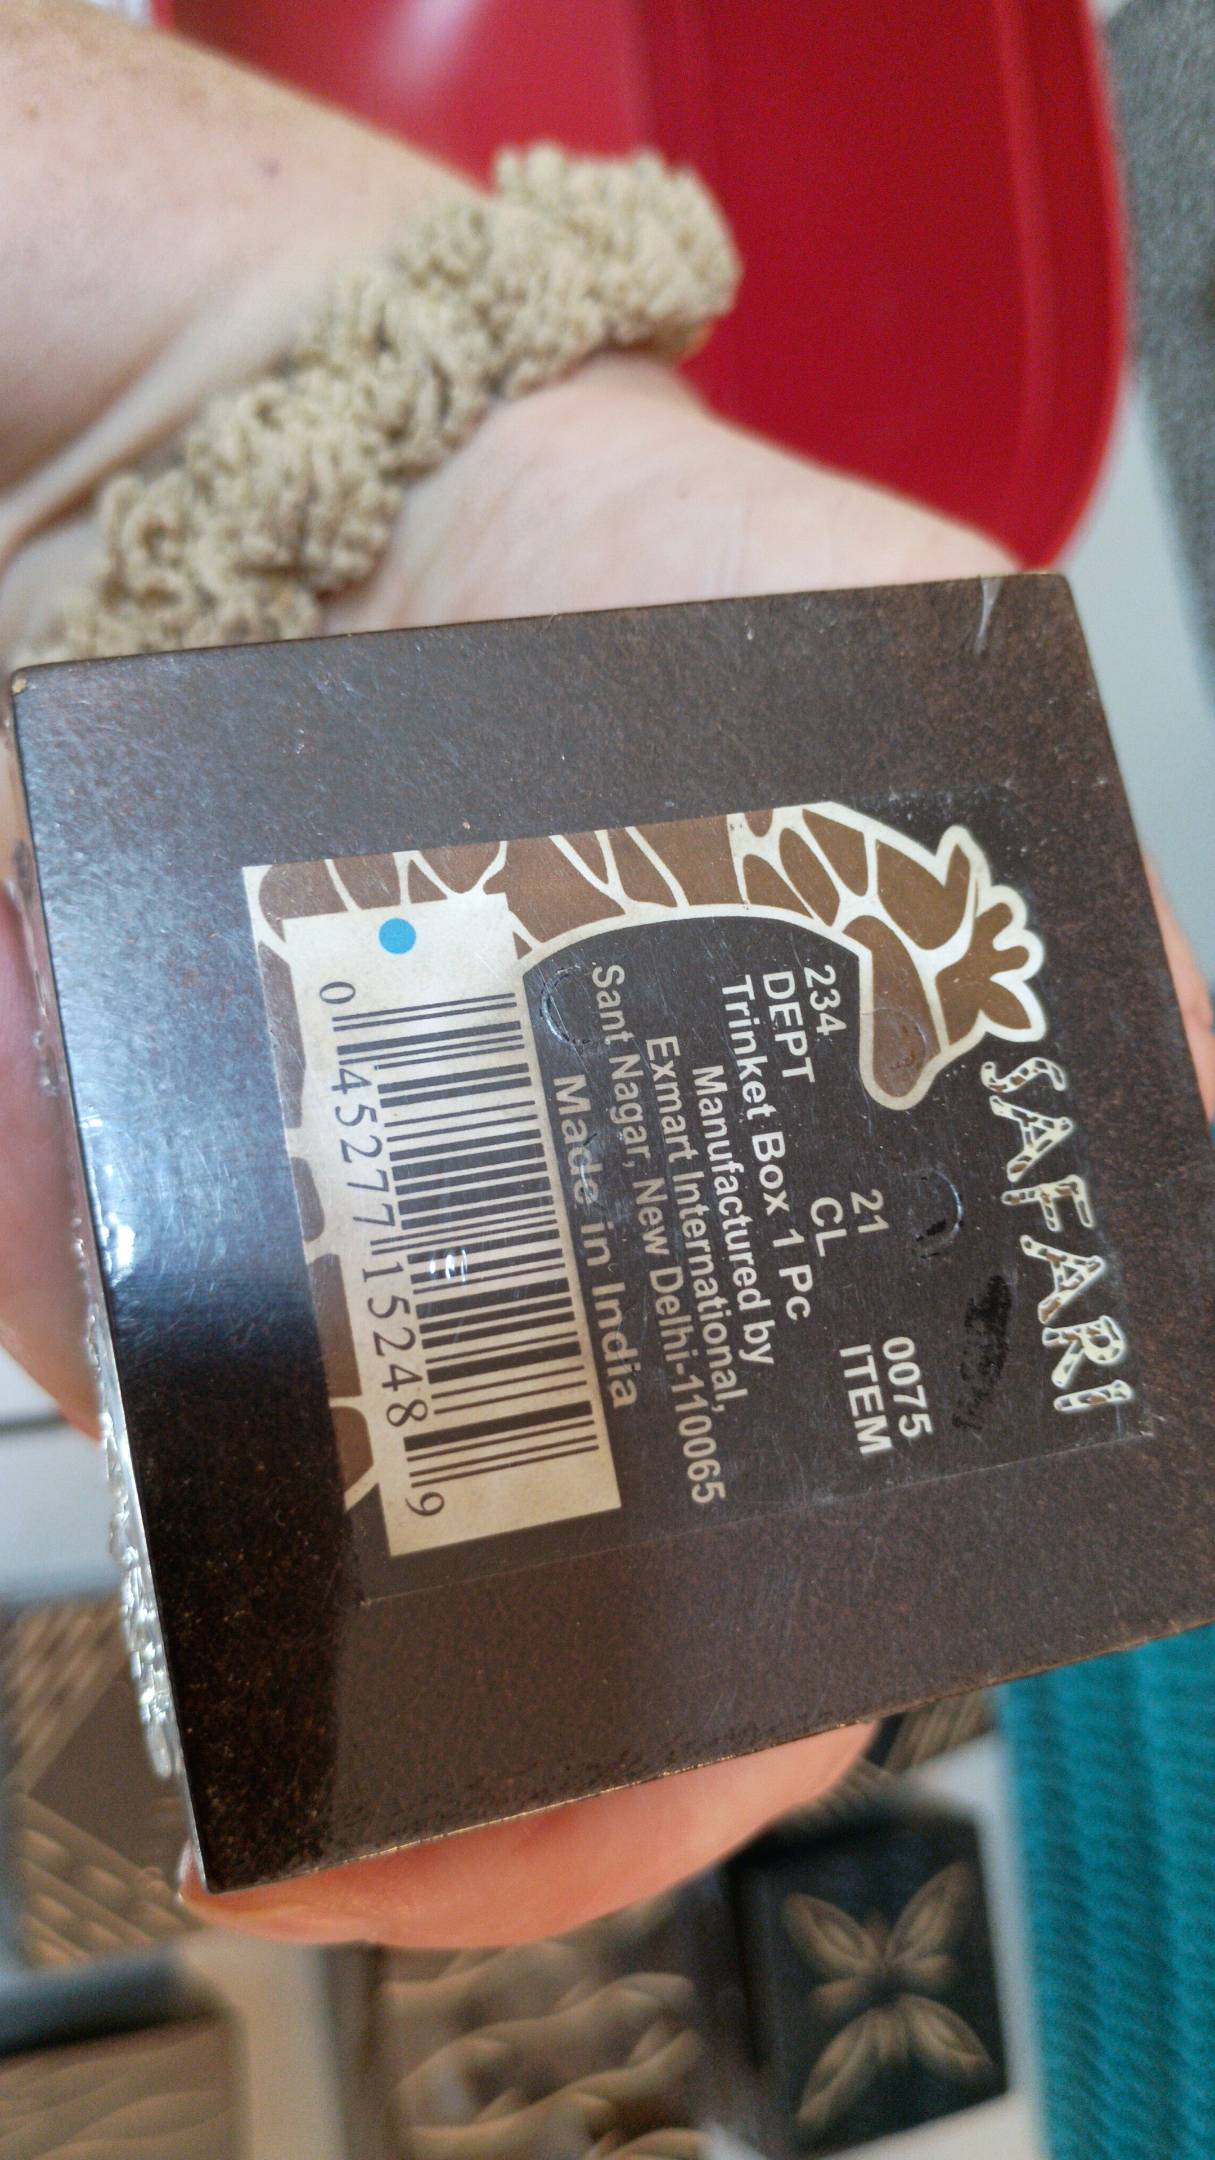 SAFARI
234 21 0075
DEPT CL ITEM
Trinket Box 1 Pc
Manufactured by
Exmart International,
Sant Nagar, New Delhi-110065
Made in India
0 45277 15248 9